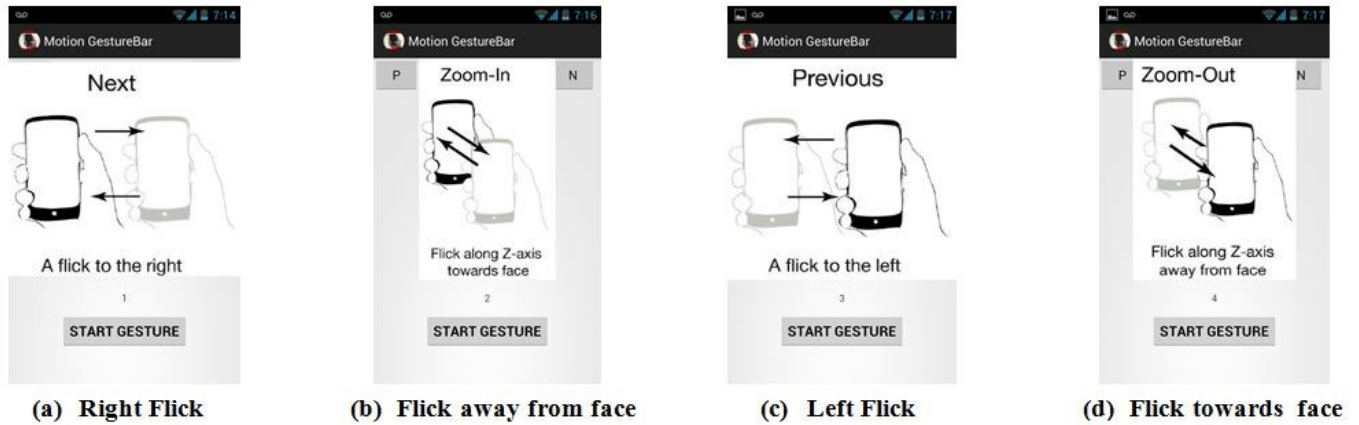 7:14
Motion GestureBar
Next
A flick to the right
1
START GESTURE
(a) Right Flick
7:16
Motion GestureBar
P Zoom-In N
Flick along Z-axis
towards face
2
START GESTURE
(b) Flick away from face
7:17
Motion GestureBar
Previous
A flick to the left
3
START GESTURE
(c) Left Flick
7:17
Motion GestureBar
P Zoom-Out N
Flick along Z-axis
away from face
4
START GESTURE
(d) Flick towards face